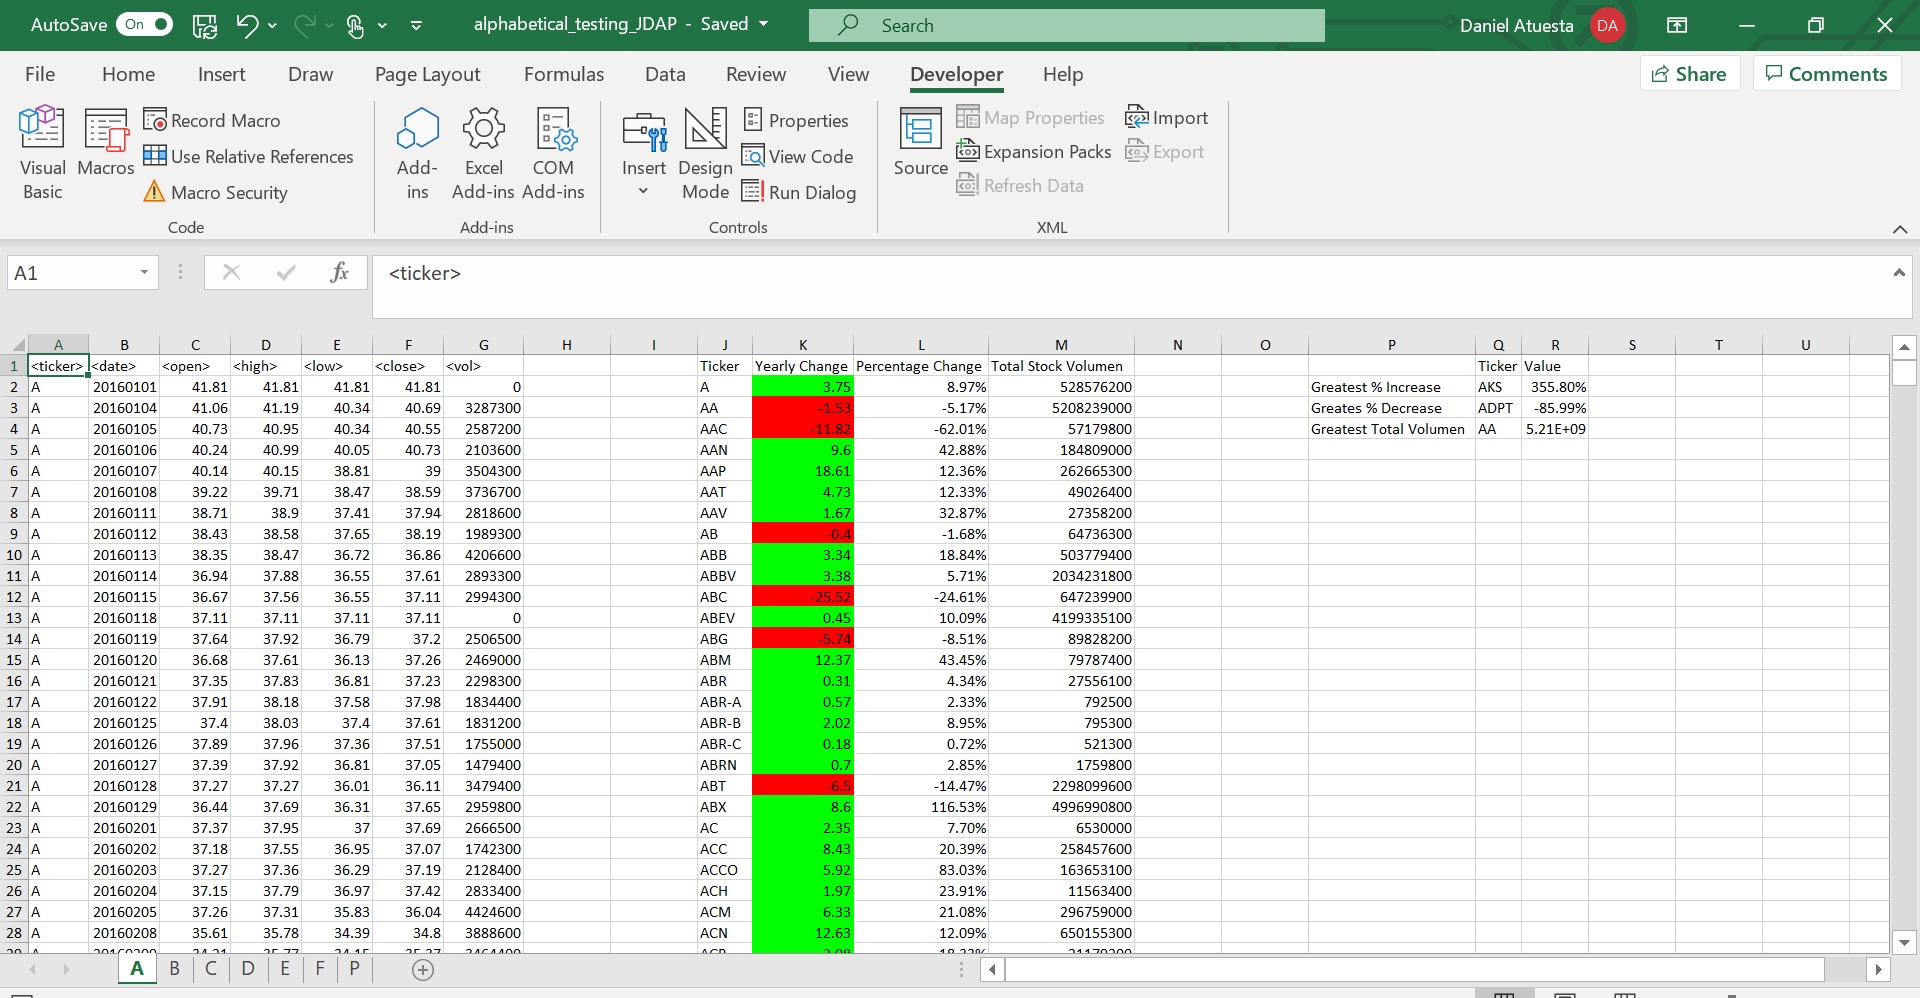 AutoSave On alphabetical_testing_JDAP - Saved Search Daniel Atuesta DA
File Home Insert Draw Page Layout Formulas Data Review View Developer Help Share Comments
Visual Basic
Macros
Record Macro
Use Relative References
Macro Security
Code
Add-ins
Excel Add-ins
COM Add-ins
Add-ins
Insert
Design Mode
Properties
View Code
Run Dialog
Controls
Source
Map Properties
Expansion Packs
Refresh Data
Import
Export
XML
A1 fx <ticker>
A B C D E F G H I J K L M N O P Q R S T U
1 <ticker> <date> <open> <high> <low> <close> <vol> Ticker Yearly Change Percentage Change Total Stock Volumen Ticker Value
2 A 20160101 41.81 41.81 41.81 41.81 0 A 3.75 8.97% 528576200 Greatest % Increase AKS 355.80%
3 A 20160104 41.06 41.19 40.34 40.69 3287300 AA -1.53 -5.17% 5208239000 Greates % Decrease ADPT -85.99%
4 A 20160105 40.73 40.95 40.34 40.55 2587200 AAC -11.82 -62.01% 57179800 Greatest Total Volumen AA 5.21E+09
5 A 20160106 40.24 40.99 40.05 40.73 2103600 AAN 9.6 42.88% 184809000
6 A 20160107 40.14 40.15 38.81 39 3504300 AAP 18.61 12.36% 262665300
7 A 20160108 39.22 39.71 38.47 38.59 3736700 AAT 4.73 12.33% 49026400
8 A 20160111 38.71 38.9 37.41 37.94 2818600 AAV 1.67 32.87% 27358200
9 A 20160112 38.43 38.58 37.65 38.19 1989300 AB -0.4 -1.68% 64736300
10 A 20160113 38.35 38.47 36.72 36.86 4206600 ABB 3.34 18.84% 503779400
11 A 20160114 36.94 37.88 36.55 37.61 2893300 ABBV 3.38 5.71% 2034231800
12 A 20160115 36.67 37.56 36.55 37.11 2994300 ABC -25.52 -24.61% 647239900
13 A 20160118 37.11 37.11 37.11 37.11 0 ABEV 0.45 10.09% 4199335100
14 A 20160119 37.64 37.92 36.79 37.2 2506500 ABG -5.74 -8.51% 89828200
15 A 20160120 36.68 37.61 36.13 37.26 2469000 ABM 12.37 43.45% 79787400
16 A 20160121 37.35 37.83 36.81 37.23 2298300 ABR 0.31 4.34% 27556100
17 A 20160122 37.91 38.18 37.58 37.98 1834400 ABR-A 0.57 2.33% 792500
18 A 20160125 37.4 38.03 37.4 37.61 1831200 ABR-B 2.02 8.95% 795300
19 A 20160126 37.89 37.96 37.36 37.51 1755000 ABR-C 0.18 0.72% 521300
20 A 20160127 37.39 37.92 36.81 37.05 1479400 ABRN 0.7 2.85% 1759800
21 A 20160128 37.27 37.27 36.01 36.11 3479400 ABT -6.5 -14.47% 2298099600
22 A 20160129 36.44 37.69 36.31 37.65 2959800 ABX 8.6 116.53% 4996990800
23 A 20160201 37.37 37.95 37 37.69 2666500 AC 2.35 7.70% 6530000
24 A 20160202 37.18 37.55 36.95 37.07 1742300 ACC 8.43 20.39% 258457600
25 A 20160203 37.27 37.36 36.29 37.19 2128400 ACCO 5.92 83.03% 163653100
26 A 20160204 37.15 37.79 36.97 37.42 2833400 ACH 1.97 23.91% 11563400
27 A 20160205 37.26 37.31 35.83 36.04 4424600 ACM 6.33 21.08% 296759000
28 A 20160208 35.61 35.78 34.39 34.8 3888600 ACN 12.63 12.09% 650155300
A B C D E F P